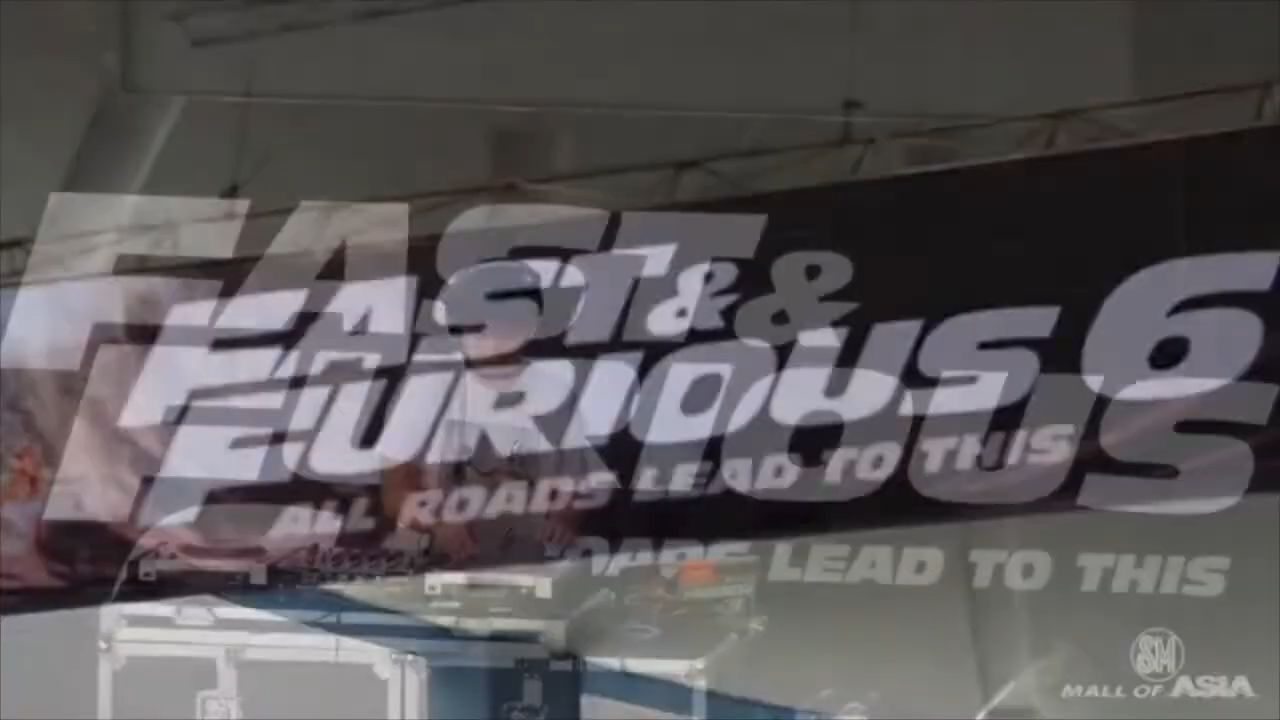 FAST &
FURIOUS
FAST &
FURIOUS 6
ALL ROADS LEAD TO THIS
LEAD TO THIS
SM
MALL OF ASIA